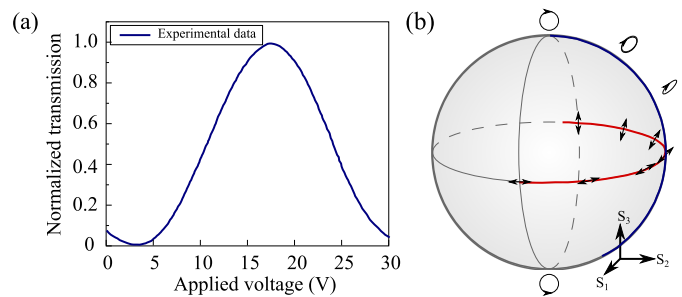 (a)
Experimental data
Normalized transmission
1.0
0.8
0.6
0.4
0.2
0
0 5 10 15 20 25 30
Applied voltage (V)
(b)
S3
S2
S1